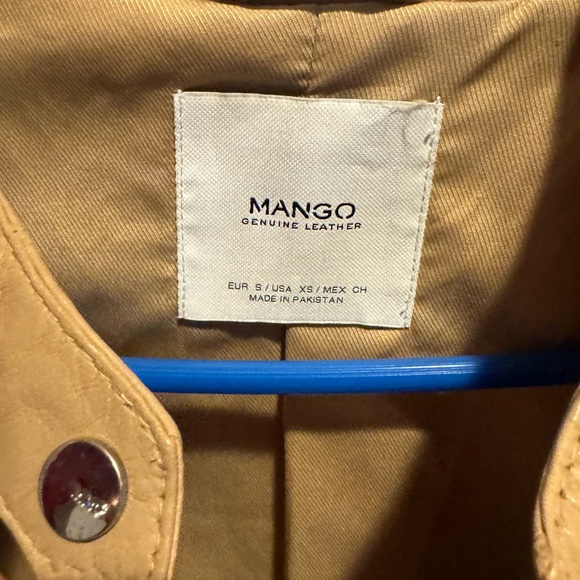 MANGO
GENUINE LEATHER
EUR S / USA XS / MEX CH
MADE IN PAKISTAN